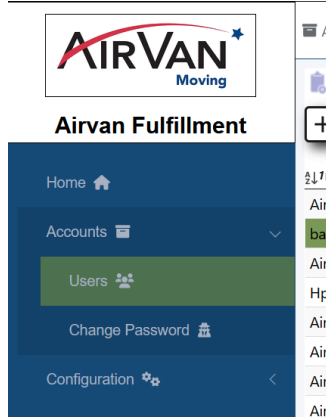 AIRVAN
Moving
Airvan Fulfillment
Home
Accounts
Users
Change Password
Configuration